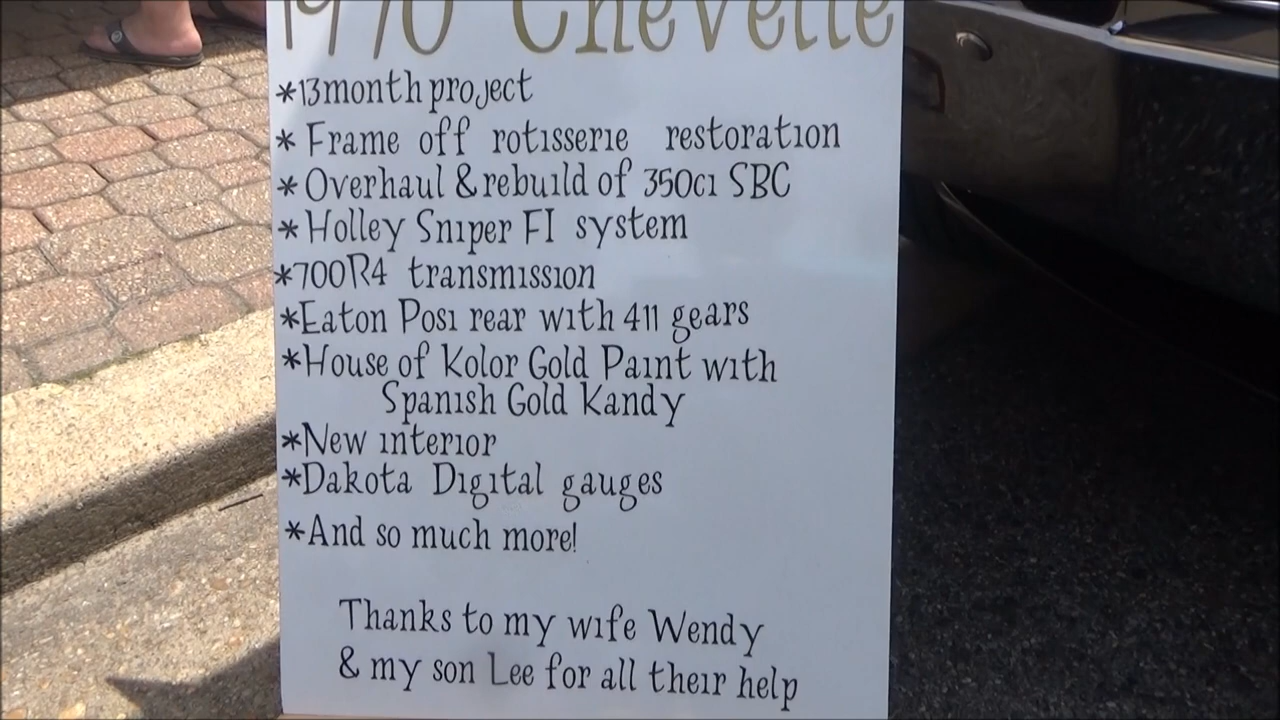 1970 Chevelle
*13month project
* Frame off rotisserie restoration
* Overhaul & rebuild of 350ci SBC
* Holley Sniper FI system
*700R4 transmission
*Eaton Posi rear with 411 gears
*House of Kolor Gold Paint with
Spanish Gold Kandy
*New interior
*Dakota Digital gauges
*And so much more!
Thanks to my wife Wendy
& my son Lee for all their help